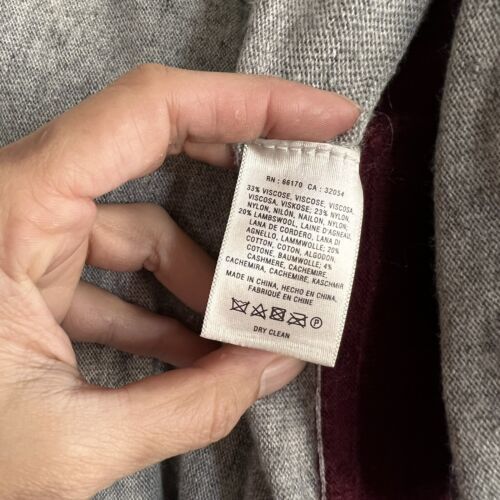 RN : 66170 CA : 32054
33% VISCOSE, VISCOSE, VISCOSA,
VISCOSA, VISKOSE; 23% NYLON,
NYLON, NILÓN, NAILON, NYLON;
20% LAMBSWOOL, LAINE D'AGNEAU,
LANA DE CORDERO, LANA DI
AGNELLO, LAMMWOLLE; 20%
COTTON, COTON, ALGODON,
COTONE, BAUMWOLLE; 4%
CASHMERE, CACHEMIRE,
CACHEMIRA, CACHEMIRE, KASCHMIR
MADE IN CHINA, HECHO EN CHINA,
FABRIQUÉ EN CHINE
P
DRY CLEAN